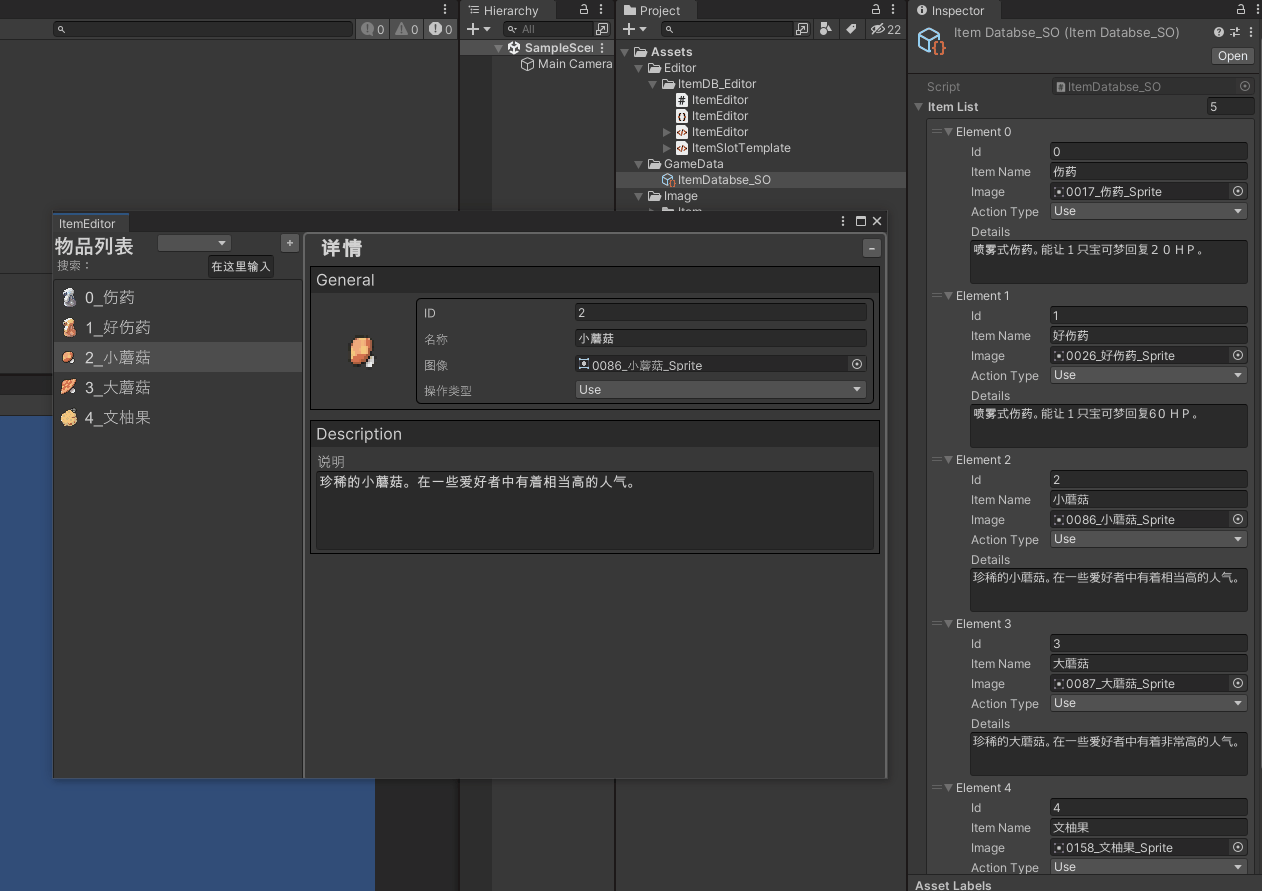 0
0
0
Hierarchy
All
SampleScen
Main Camera
Project
22
Assets
Editor
ItemDB_Editor
ItemEditor
ItemEditor
ItemEditor
ItemSlotTemplate
GameData
ItemDatabse_SO
Image
ItemEditor
物品列表
搜索：
在这里输入
0_伤药
1_好伤药
2_小蘑菇
3_大蘑菇
4_文柚果
详情
General
ID 2
名称 小蘑菇
图像 0086_小蘑菇_Sprite
操作类型 Use
Description
说明
珍稀的小蘑菇。在一些爱好者中有着相当高的人气。
Inspector
Item Databse_SO (Item Databse_SO)
Open
Script ItemDatabse_SO
Item List 5
Element 0
Id 0
Item Name 伤药
Image 0017_伤药_Sprite
Action Type Use
Details
喷雾式伤药。能让１只宝可梦回复２０ＨＰ。
Element 1
Id 1
Item Name 好伤药
Image 0026_好伤药_Sprite
Action Type Use
Details
喷雾式伤药。能让１只宝可梦回复60ＨＰ。
Element 2
Id 2
Item Name 小蘑菇
Image 0086_小蘑菇_Sprite
Action Type Use
Details
珍稀的小蘑菇。在一些爱好者中有着相当高的人气。
Element 3
Id 3
Item Name 大蘑菇
Image 0087_大蘑菇_Sprite
Action Type Use
Details
珍稀的大蘑菇。在一些爱好者中有着非常高的人气。
Element 4
Id 4
Item Name 文柚果
Image 0158_文柚果_Sprite
Action Type Use
Asset Labels